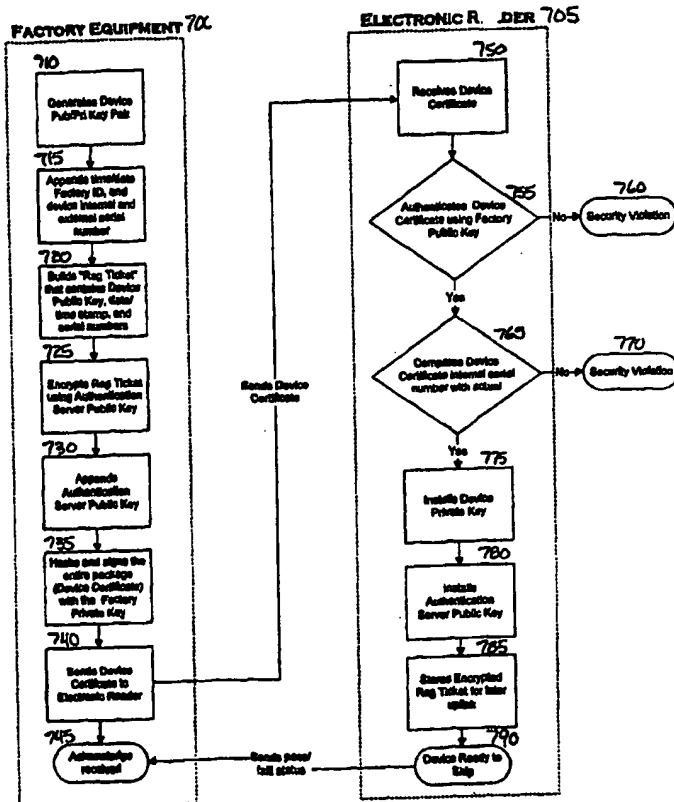 FACTORY EQUIPMENT 700
710
Generates Device
Pub/Pri Key Pair
715
Appends time/date
Factory ID, and
device internal and
external serial
number
720
Builds "Reg Ticket"
that contains Device
Public Key, date/
time stamp, and
serial numbers
725
Encrypts Reg Ticket
using Authentication
Server Public Key
730
Appends
Authentication
Server Public Key
735
Hashs and signs the
entire package
(Device Certificate)
with the Factory
Private Key
740
Sends Device
Certificate to
Electronic Reader
745
Acknowledge
received
Sends Device
Certificate
Sends pass/
fail status
ELECTRONIC R DER 705
750
Receives Device
Certificate
755
Authenticates Device
Certificate using Factory
Public Key
No
760
Security Violation
Yes
765
Compares Device
Certificate internal serial
number with actual
No
770
Security Violation
Yes
775
Installs Device
Private Key
780
Installs
Authentication
Server Public Key
785
Stores Encrypted
Reg Ticket for later
uplink
790
Device Ready to
Ship